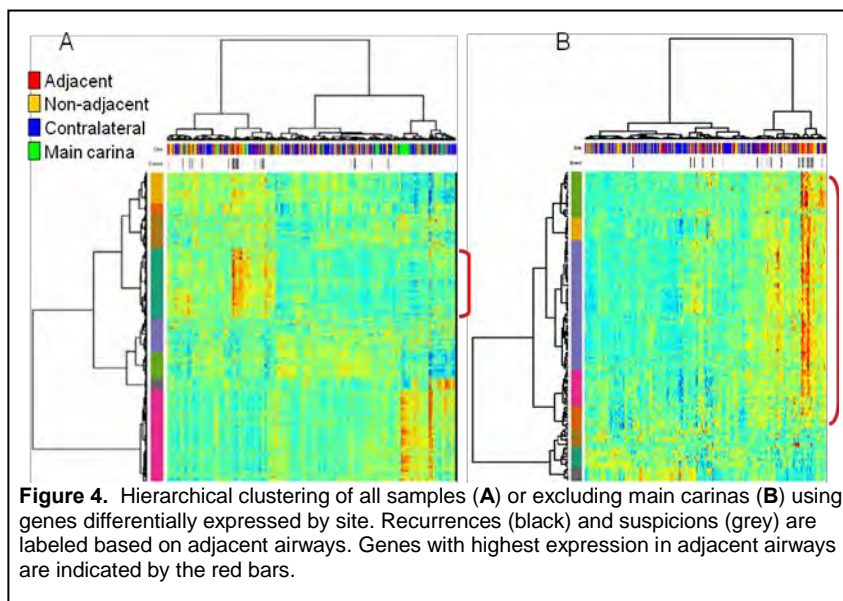 A
B
Adjacent
Non-adjacent
Contralateral
Main carina
Figure 4. Hierarchical clustering of all samples (A) or excluding main carinas (B) using
genes differentially expressed by site. Recurrences (black) and suspicions (grey) are
labeled based on adjacent airways. Genes with highest expression in adjacent airways
are indicated by the red bars.